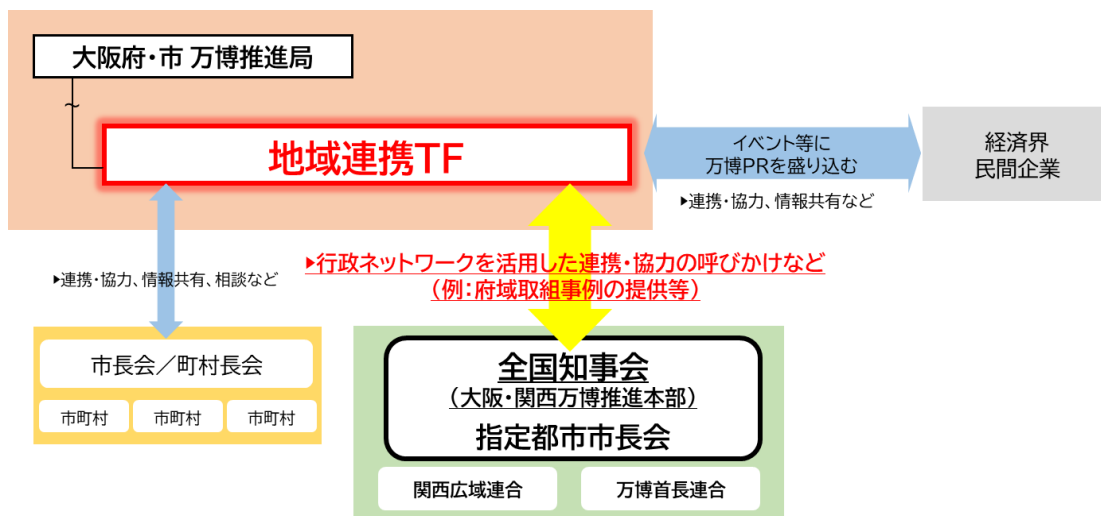 大阪府・市 万博推進局
地域連携TF
イベント等に
万博PRを盛り込む
▶連携・協力、情報共有など
経済界
民間企業
▶連携・協力、情報共有、相談など
▶行政ネットワークを活用した連携・協力の呼びかけなど
（例：府域取組事例の提供等）
市長会／町村長会
市町村
市町村
市町村
全国知事会
（大阪・関西万博推進本部）
指定都市市長会
関西広域連合
万博首長連合